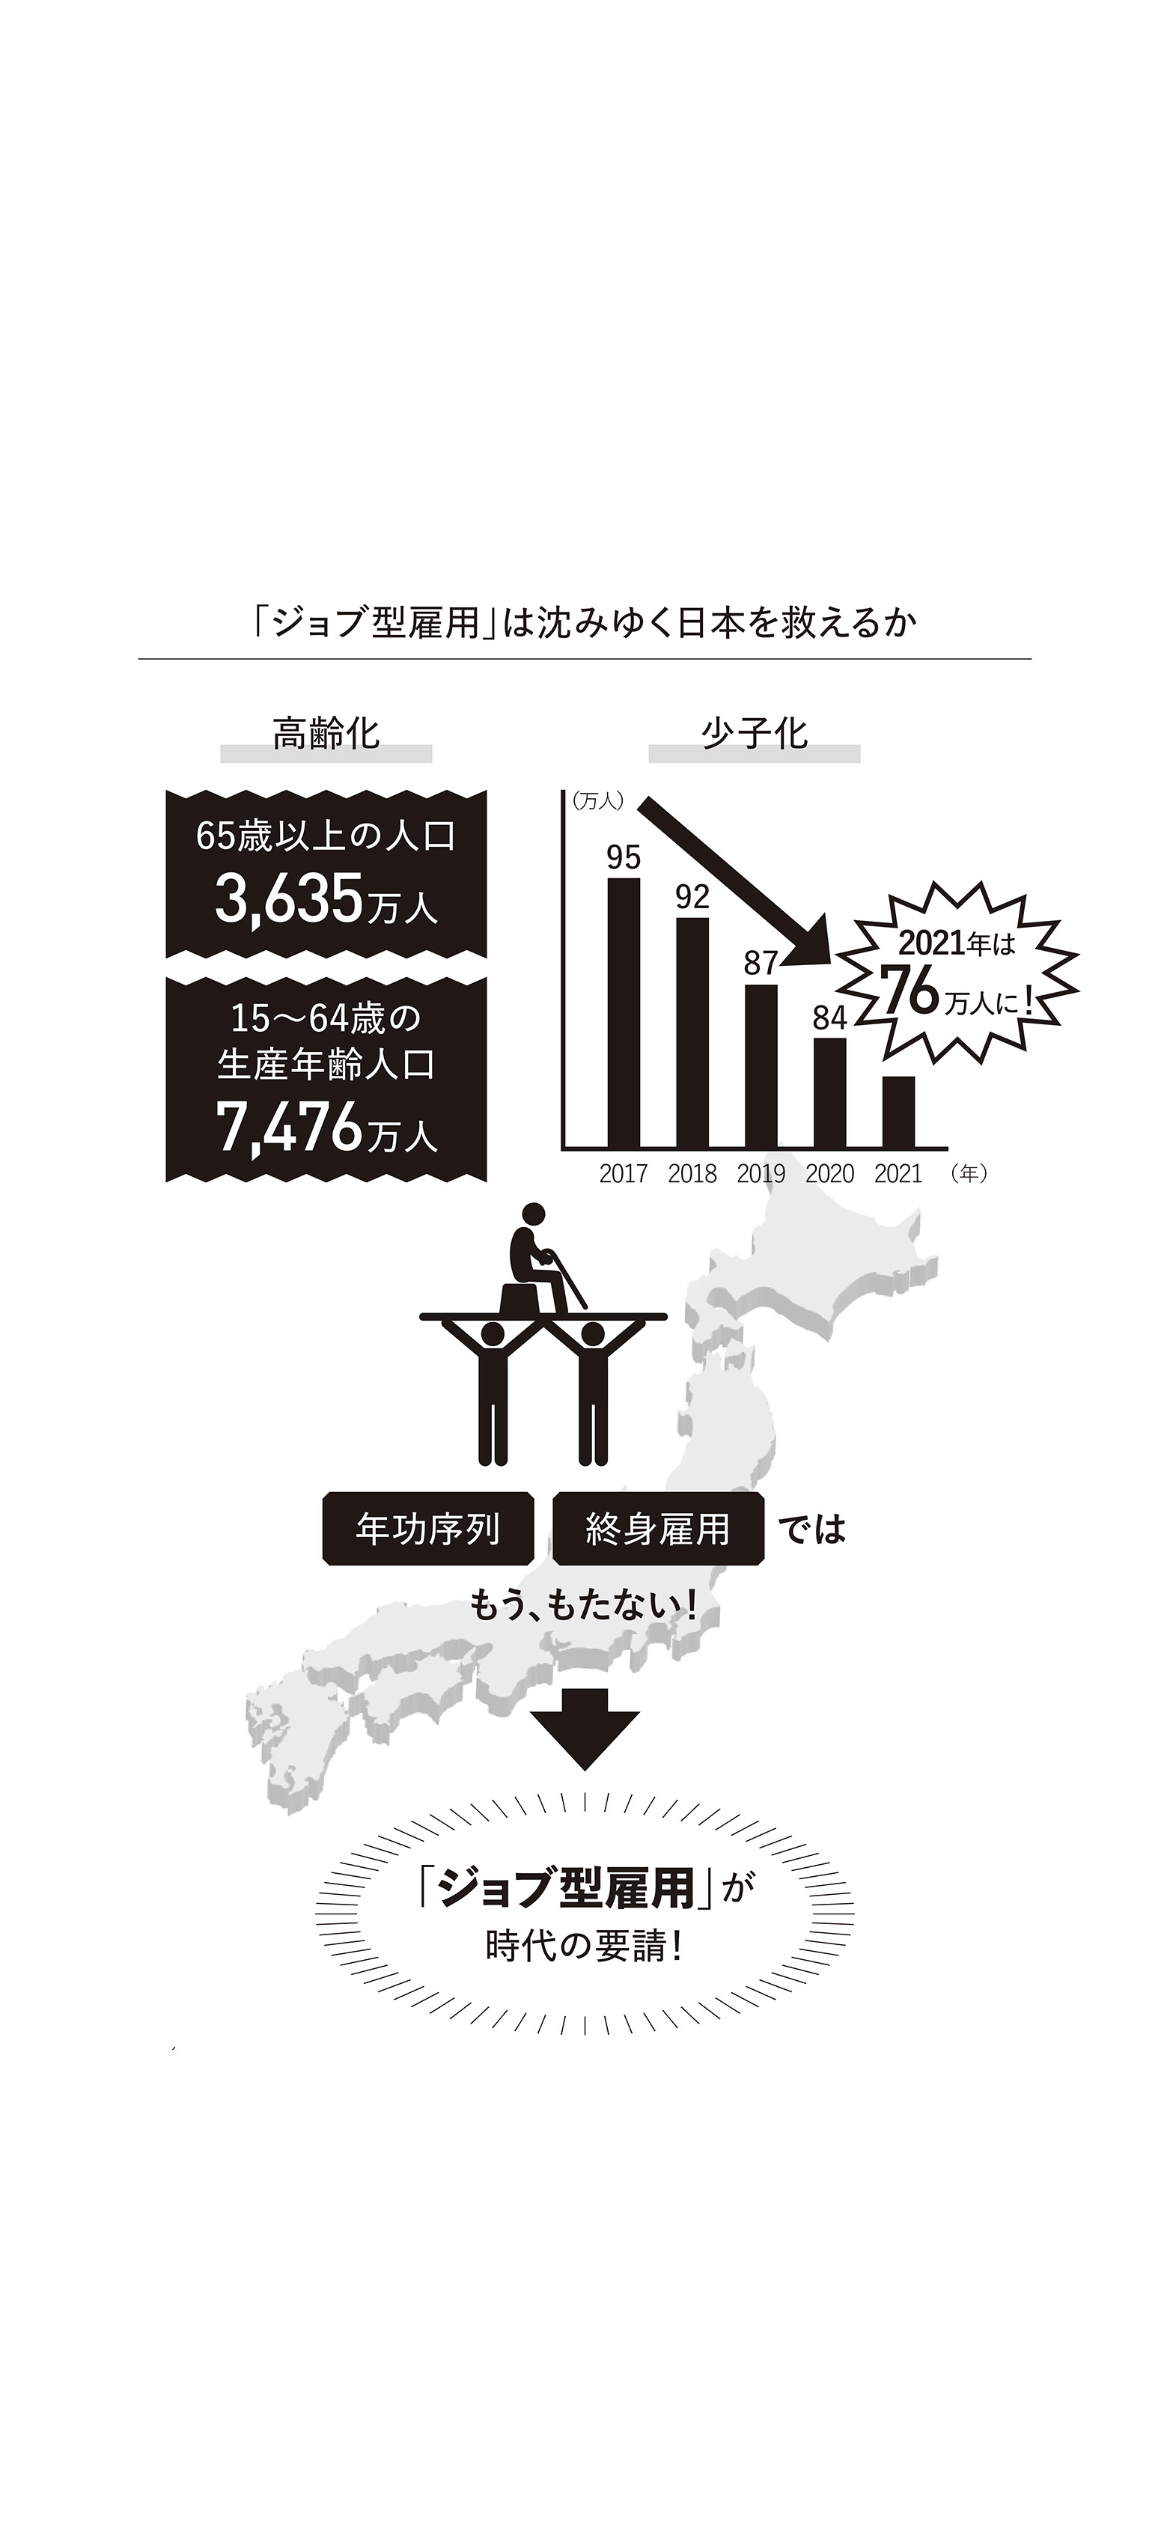 「ジョブ型雇用」は沈みゆく日本を救えるか
高齢化
65歳以上の人口
3,635万人
15〜64歳の
生産年齢人口
7,476万人
少子化
（万人）
95
92
87
84
2021年は
76万人に！
2017 2018 2019 2020 2021 （年）
年功序列 終身雇用 では
もう、もたない！
「ジョブ型雇用」が
時代の要請！